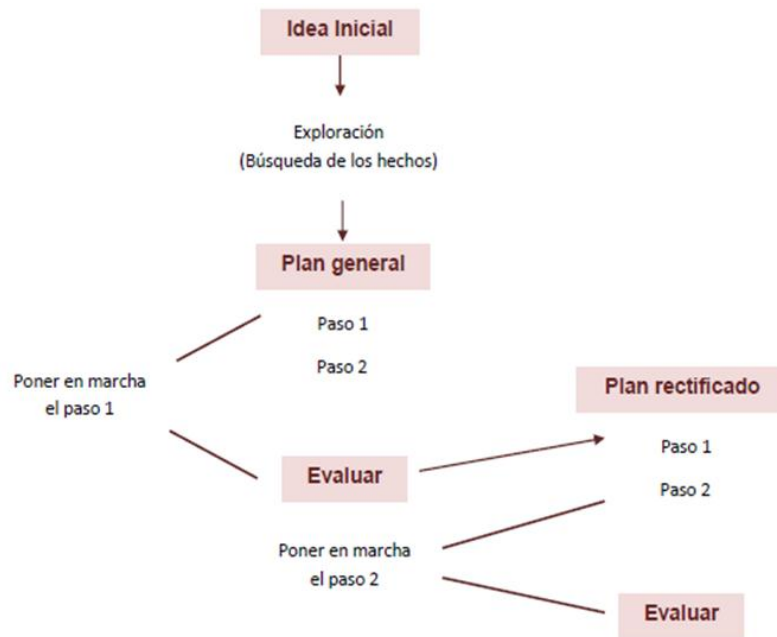 Idea Inicial
Exploración
(Búsqueda de los hechos)
Plan general
Paso 1
Paso 2
Poner en marcha
el paso 1
Evaluar
Plan rectificado
Paso 1
Paso 2
Poner en marcha
el paso 2
Evaluar